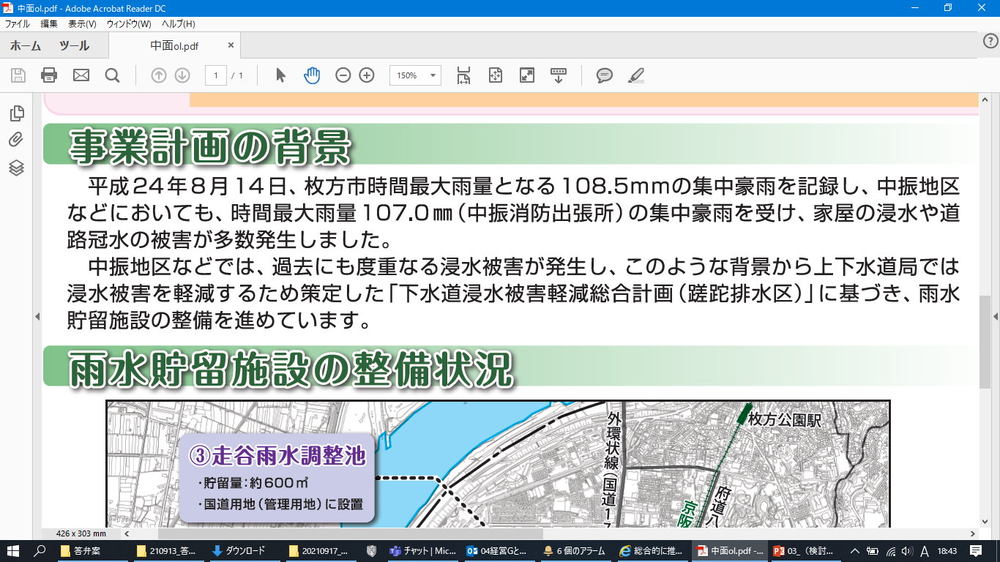 中面ol.pdf - Adobe Acrobat Reader DC
ファイル 編集 表示(V) ウィンドウ(W) ヘルプ(H)
ホーム ツール 中面ol.pdf ×
1 / 1 150%
事業計画の背景
平成24年8月14日、枚方市時間最大雨量となる108.5mmの集中豪雨を記録し、中振地区
などにおいても、時間最大雨量107.0㎜(中振消防出張所)の集中豪雨を受け、家屋の浸水や道
路冠水の被害が多数発生しました。
中振地区などでは、過去にも度重なる浸水被害が発生し、このような背景から上下水道局では
浸水被害を軽減するため策定した「下水道浸水被害軽減総合計画(蹉跎排水区)」に基づき、雨水
貯留施設の整備を進めています。
雨水貯留施設の整備状況
③走谷雨水調整池
・貯留量:約600㎥
・国道用地(管理用地)に設置
外環状線(国道17
枚方公園駅
府道八
京阪
426 x 303 mm
答弁案 210913_答... ダウンロード 20210917_... チャット | Mic... 04経営Gと... 6 個のアラーム 総合的に推... 中面ol.pdf -... 03_(検討... A 18:43